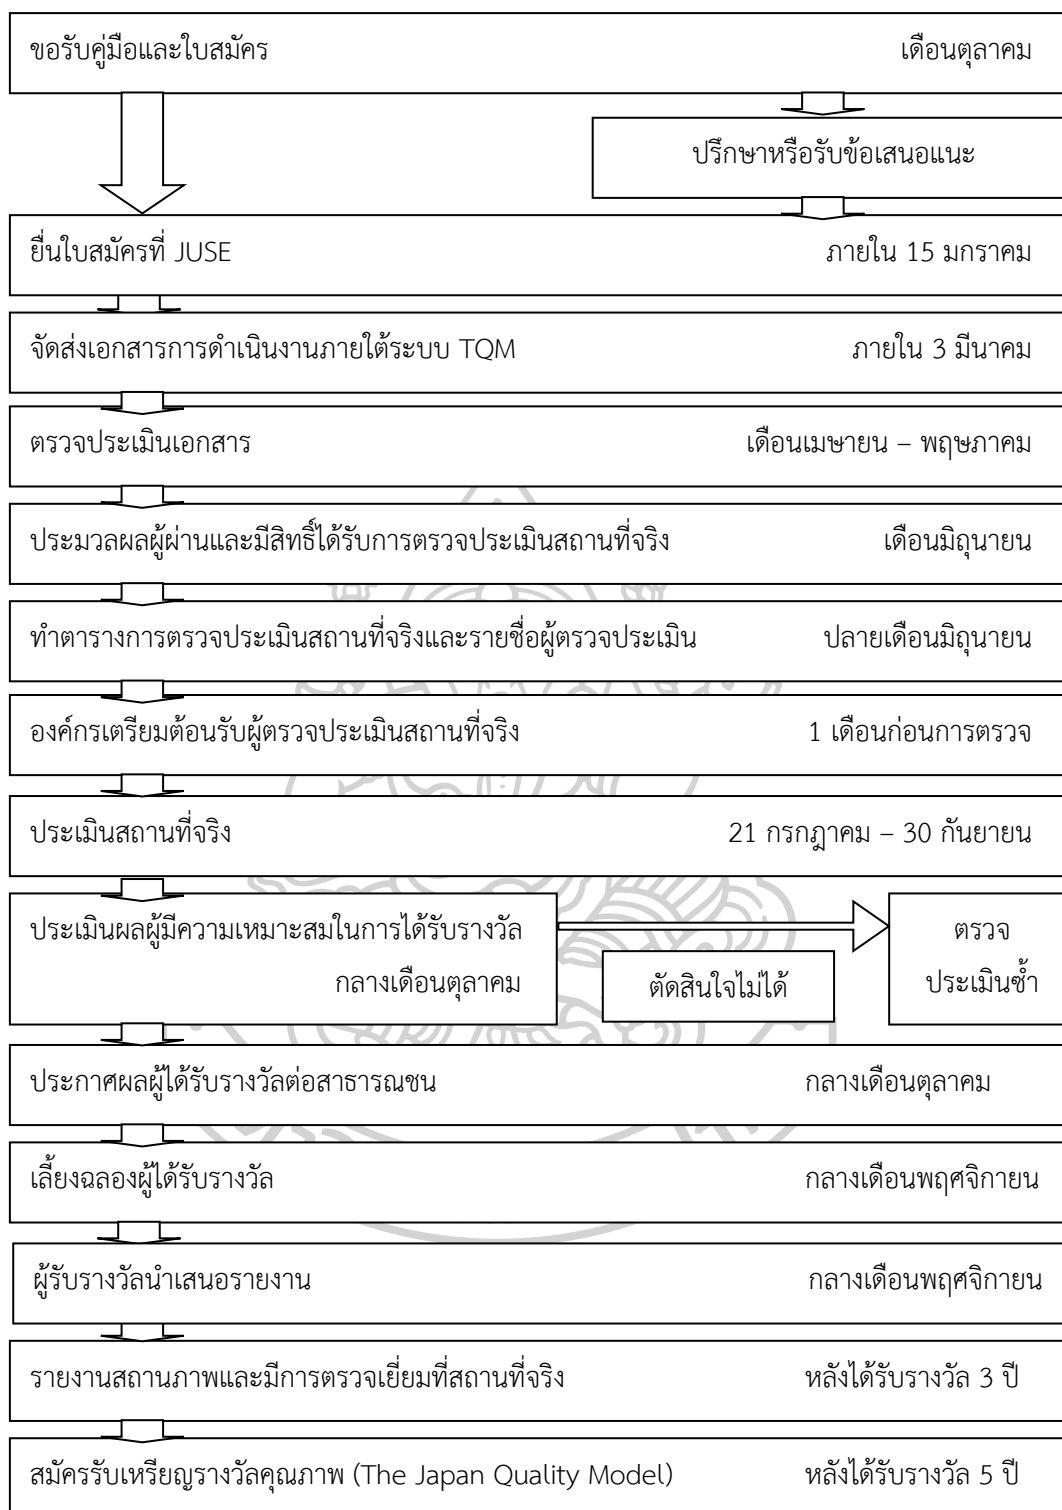 ขอรับคู่มือและใบสมัคร เดือนตุลาคม
ปรึกษาหรือรับข้อเสนอแนะ
ยื่นใบสมัครที่ JUSE ภายใน 15 มกราคม
จัดส่งเอกสารการดำเนินงานภายใต้ระบบ TQM ภายใน 3 มีนาคม
ตรวจประเมินเอกสาร เดือนเมษายน – พฤษภาคม
ประมวลผลผู้ผ่านและมีสิทธิ์ได้รับการตรวจประเมินสถานที่จริง เดือนมิถุนายน
ทำตารางการตรวจประเมินสถานที่จริงและรายชื่อผู้ตรวจประเมิน ปลายเดือนมิถุนายน
องค์กรเตรียมต้อนรับผู้ตรวจประเมินสถานที่จริง 1 เดือนก่อนการตรวจ
ประเมินสถานที่จริง 21 กรกฎาคม – 30 กันยายน
ประเมินผลผู้มีความเหมาะสมในการได้รับรางวัล
กลางเดือนตุลาคม
ตัดสินใจไม่ได้
ตรวจ
ประเมินซ้ำ
ประกาศผลผู้ได้รับรางวัลต่อสาธารณชน กลางเดือนตุลาคม
เลี้ยงฉลองผู้ได้รับรางวัล กลางเดือนพฤศจิกายน
ผู้รับรางวัลนำเสนอรายงาน กลางเดือนพฤศจิกายน
รายงานสถานภาพและมีการตรวจเยี่ยมที่สถานที่จริง หลังได้รับรางวัล 3 ปี
สมัครรับเหรียญรางวัลคุณภาพ (The Japan Quality Model) หลังได้รับรางวัล 5 ปี